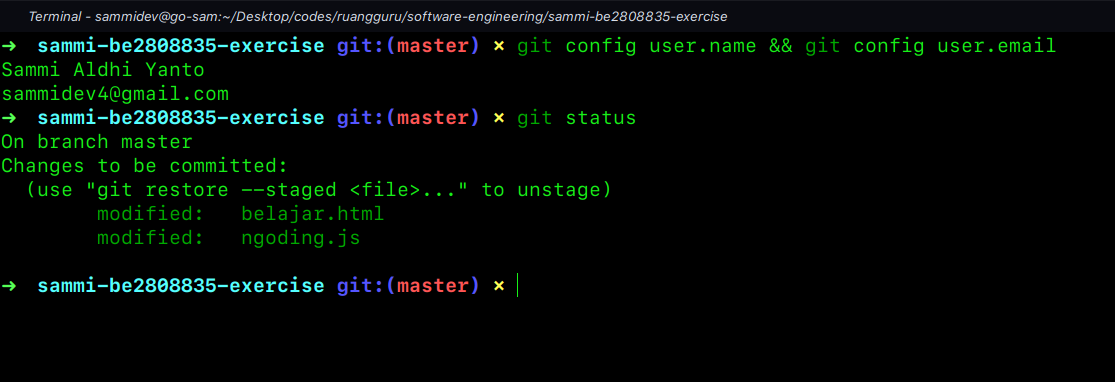 Terminal - sammidev@go-sam:~/Desktop/codes/ruangguru/software-engineering/sammi-be2808835-exercise
➜  sammi-be2808835-exercise git:(master) × git config user.name && git config user.email
Sammi Aldhi Yanto
sammidev4@gmail.com
➜  sammi-be2808835-exercise git:(master) × git status
On branch master
Changes to be committed:
  (use "git restore --staged <file>..." to unstage)
        modified:   belajar.html
        modified:   ngoding.js
➜  sammi-be2808835-exercise git:(master) ×